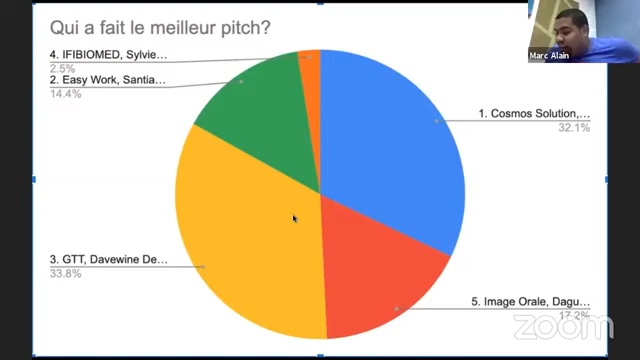 Qui a fait le meilleur pitch?
Marc Alain
4. IFIBIOMED, Sylvie...
2.5%
2. Easy Work, Santia...
14.4%
1. Cosmos Solution,...
32.1%
3. GTT, Davewine De...
33.8%
5. Image Orale, Dagu...
17.2%
zoom